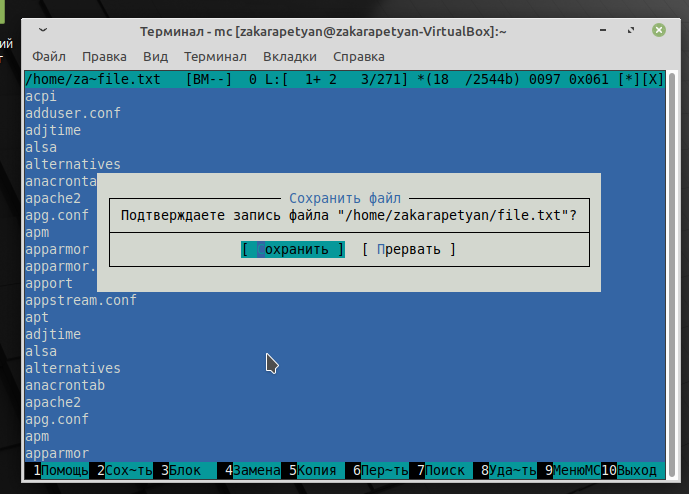 ий
т
Терминал - mc [zakarapetyan@zakarapetyan-VirtualBox]:~
Файл Правка Вид Терминал Вкладки Справка
/home/za~file.txt [BM--] 0 L:[ 1+ 2 3/271] *(18 /2544b) 0097 0x061 [*][X]
acpi
adduser.conf
adjtime
alsa
alternatives
anacronta
apache2
apg.conf
apm
apparmor
apparmor.
apport
appstream.conf
apt
adjtime
alsa
alternatives
anacrontab
apache2
apg.conf
apm
apparmor
Сохранить файл
Подтверждаете запись файла "/home/zakarapetyan/file.txt"?
[ Сохранить ] [ Прервать ]
1Помощь 2Сох~ть 3Блок 4Замена 5Копия 6Пер~ть 7Поиск 8Уда~ть 9МенюMC 10Выход